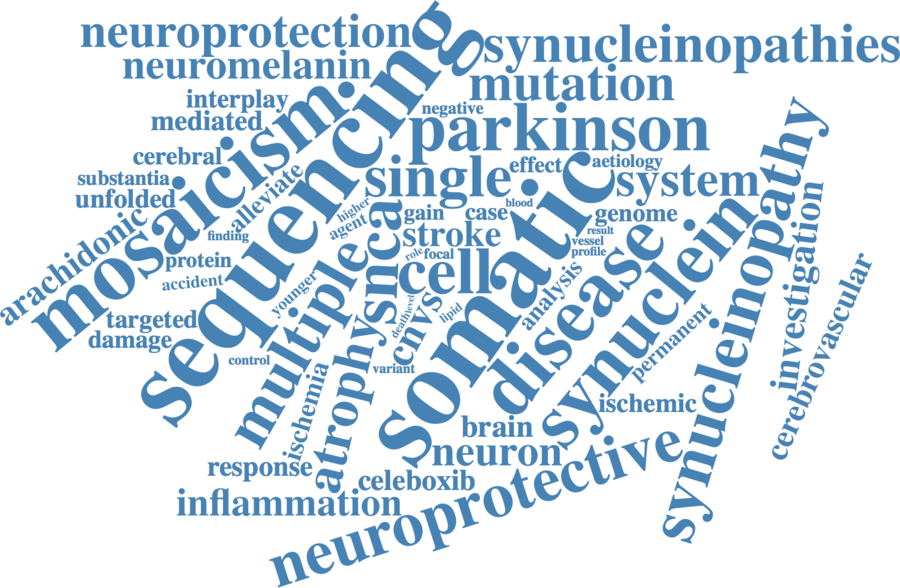 neuroprotection
synucleinopathies
neuromelanin
mutation
interplay
negative
mediated
parkinson
cerebral
effect
aetiology
substantia
single
system
unfolded
alleviate
mosaicism
sequencing
arachidonic
higher
agent
gain
case
blood
genome
finding
stroke
result
vessel
profile
protein
role
focal
accident
younger
cell
snca
multiple
somatic
disease
synuclein
synucleinopathy
investigation
cerebrovascular
targeted
damage
death
level
lipid
analysis
cnvs
control
variant
permanent
ischemia
atrophy
ischemic
brain
neuron
response
celeboxib
inflammation
neuroprotective